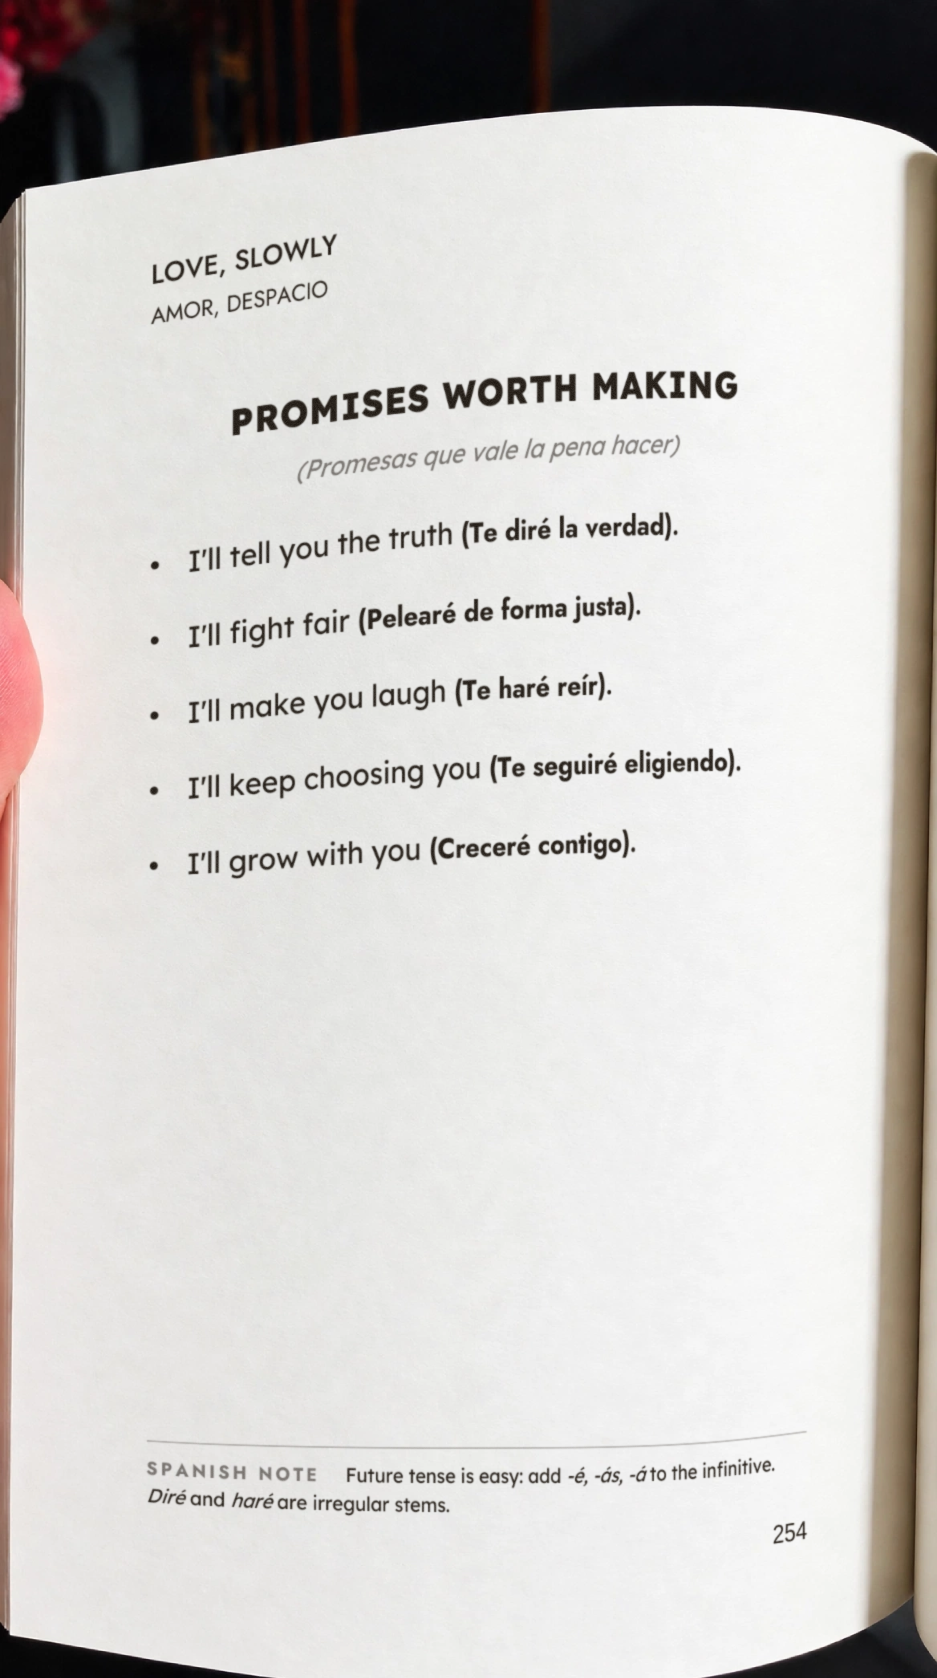 LOVE, SLOWLY
AMOR, DESPACIO
PROMISES WORTH MAKING
(Promesas que vale la pena hacer)
• I'll tell you the truth (Te diré la verdad).
• I'll fight fair (Pelearé de forma justa).
• I'll make you laugh (Te haré reír).
• I'll keep choosing you (Te seguiré eligiendo).
• I'll grow with you (Creceré contigo).
SPANISH NOTE Future tense is easy: add -é, -ás, -á to the infinitive.
Diré and haré are irregular stems.
254